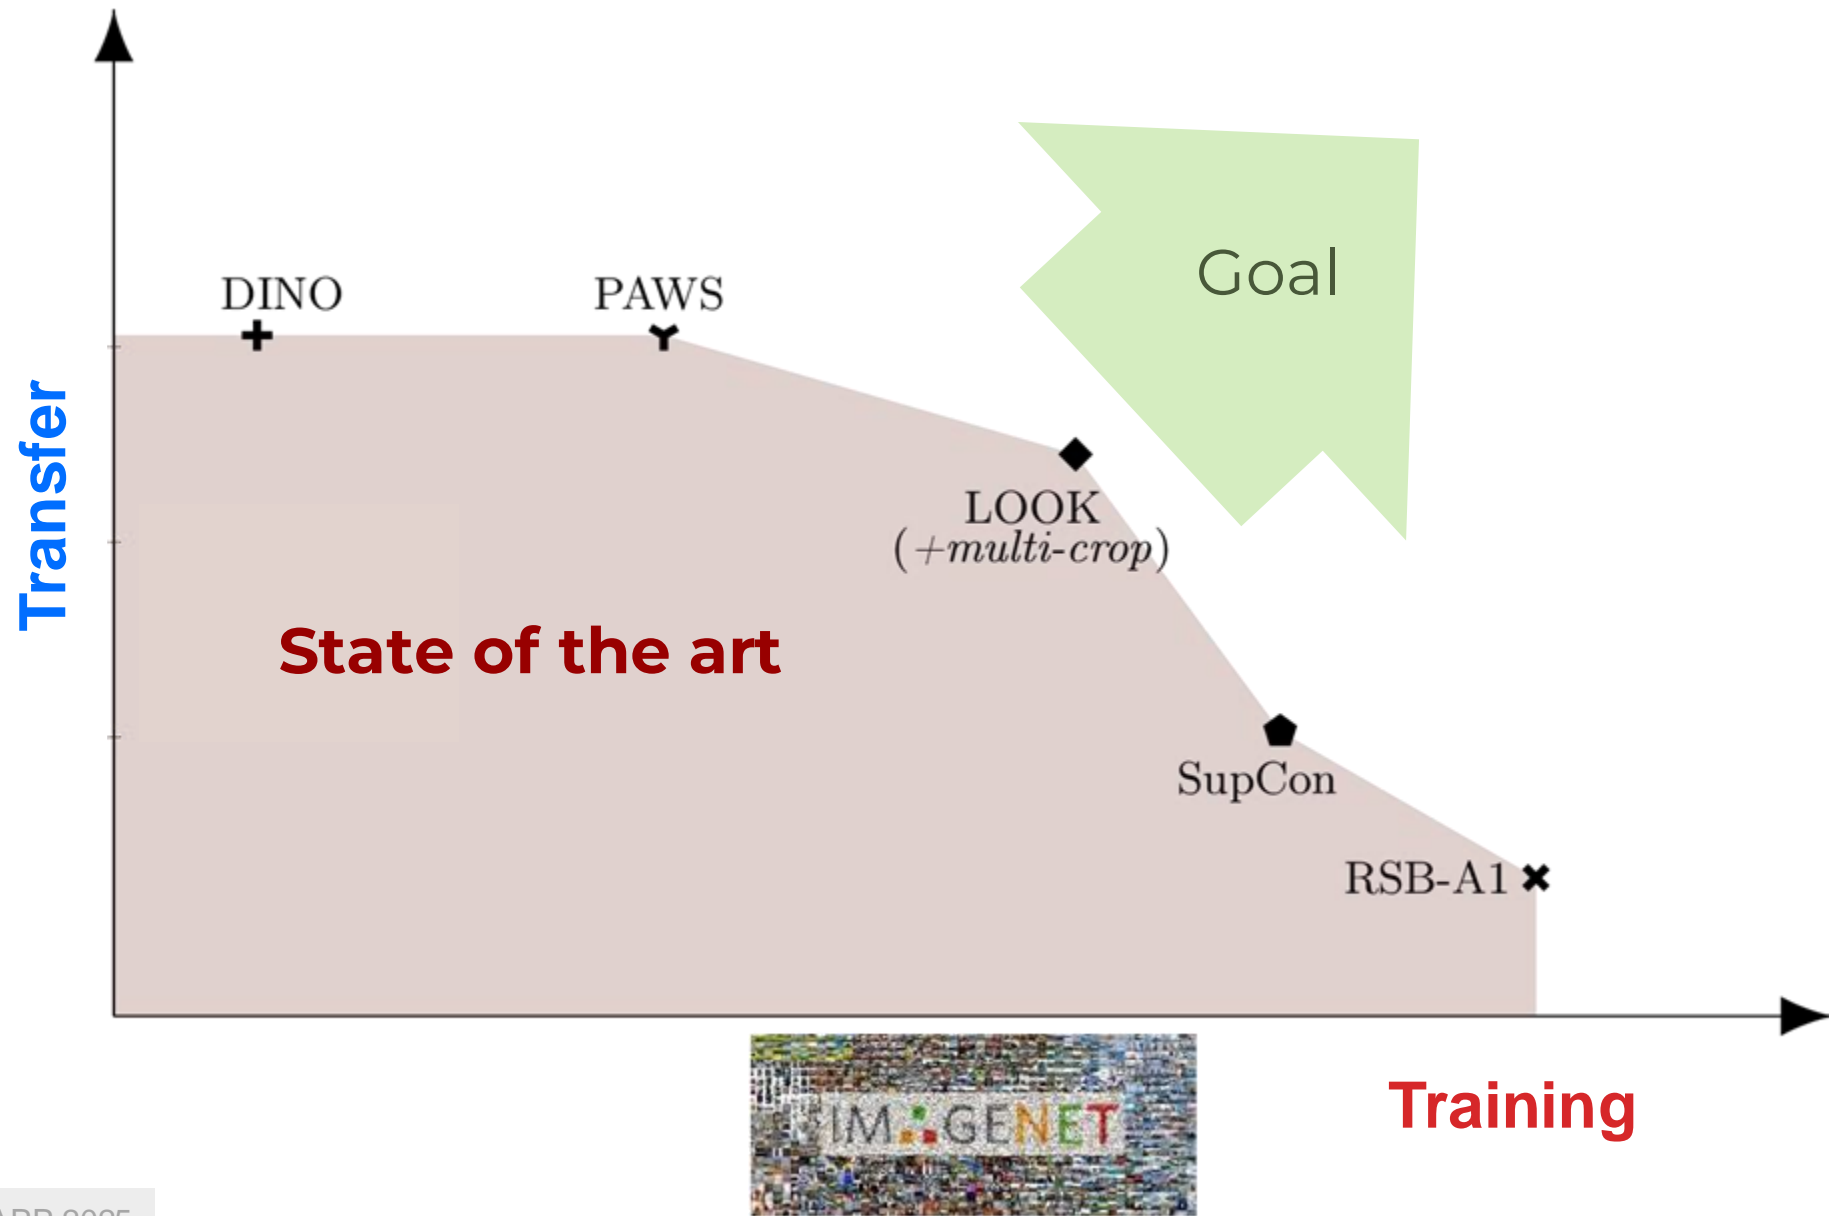 DINO
PAWS
Goal
Transfer
LOOK
(+multi-crop)
State of the art
SupCon
RSB-A1
IMAGENET
Training